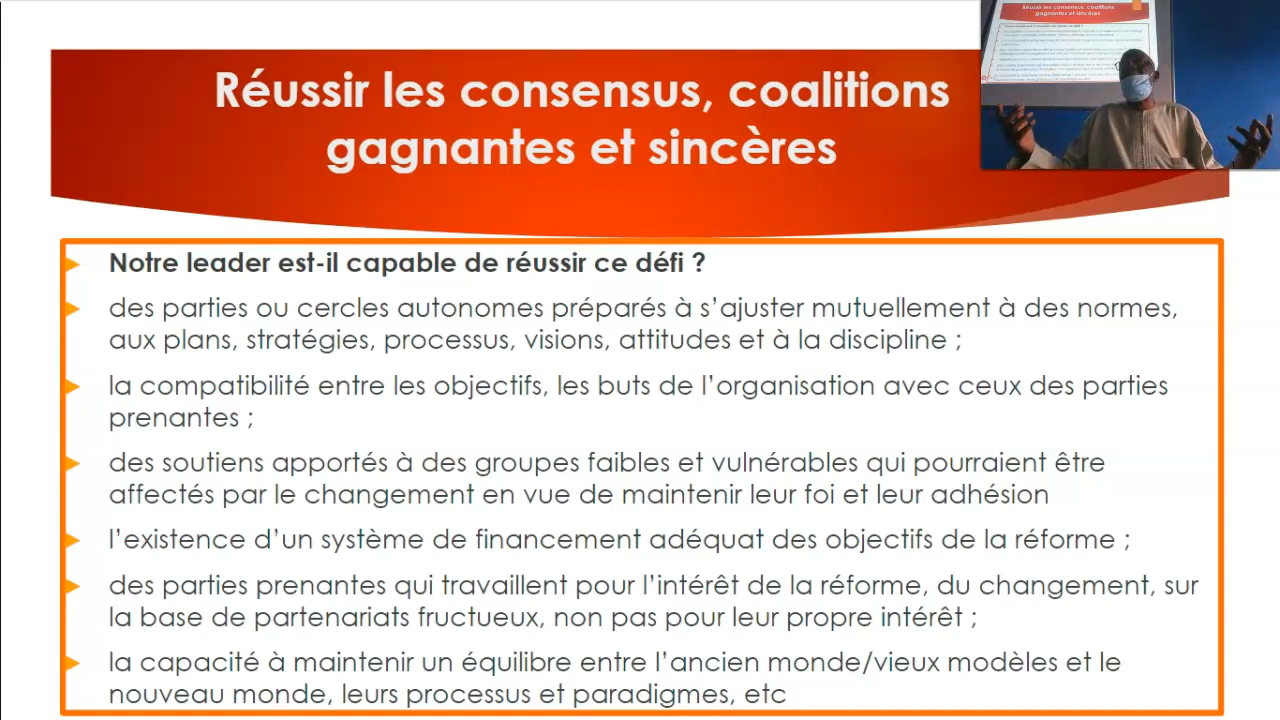 Réussir les consensus, coalitions
gagnantes et sincères
Réussir les consensus, coalitions
gagnantes et sincères
Notre leader est-il capable de réussir ce défi ?
des parties ou cercles autonomes préparés à s’ajuster mutuellement à des normes,
aux plans, stratégies, processus, visions, attitudes et à la discipline ;
la compatibilité entre les objectifs, les buts de l’organisation avec ceux des parties
prenantes ;
des soutiens apportés à des groupes faibles et vulnérables qui pourraient être
affectés par le changement en vue de maintenir leur foi et leur adhésion
l’existence d’un système de financement adéquat des objectifs de la réforme ;
des parties prenantes qui travaillent pour l’intérêt de la réforme, du changement, sur
la base de partenariats fructueux, non pas pour leur propre intérêt ;
la capacité à maintenir un équilibre entre l’ancien monde/vieux modèles et le
nouveau monde, leurs processus et paradigmes, etc